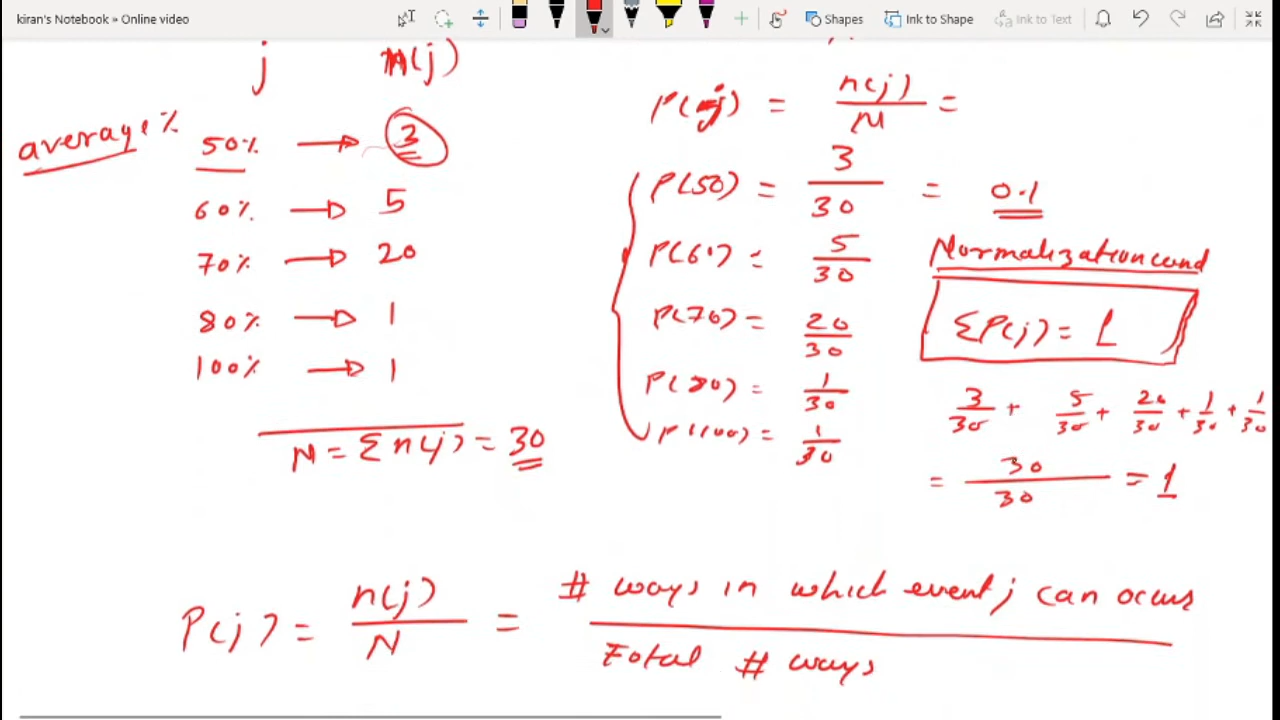 kiran's Notebook » Online video
Shapes
Ink to Shape
Ink to Text
j n(j)
average %
50% → 3
60% → 5
70% → 20
80% → 1
100% → 1
N = Σ n(j) = 30
P(j) = n(j) / N =
P(50) = 3/30 = 0.1
P(60) = 5/30
P(70) = 20/30
P(80) = 1/30
P(100) = 1/30
Normalization cond
ΣP(j) = 1
3/30 + 5/30 + 20/30 + 1/30 + 1/30
= 30/30 = 1
P(j) = n(j)/N = # ways in which event j can occurs / Total # ways